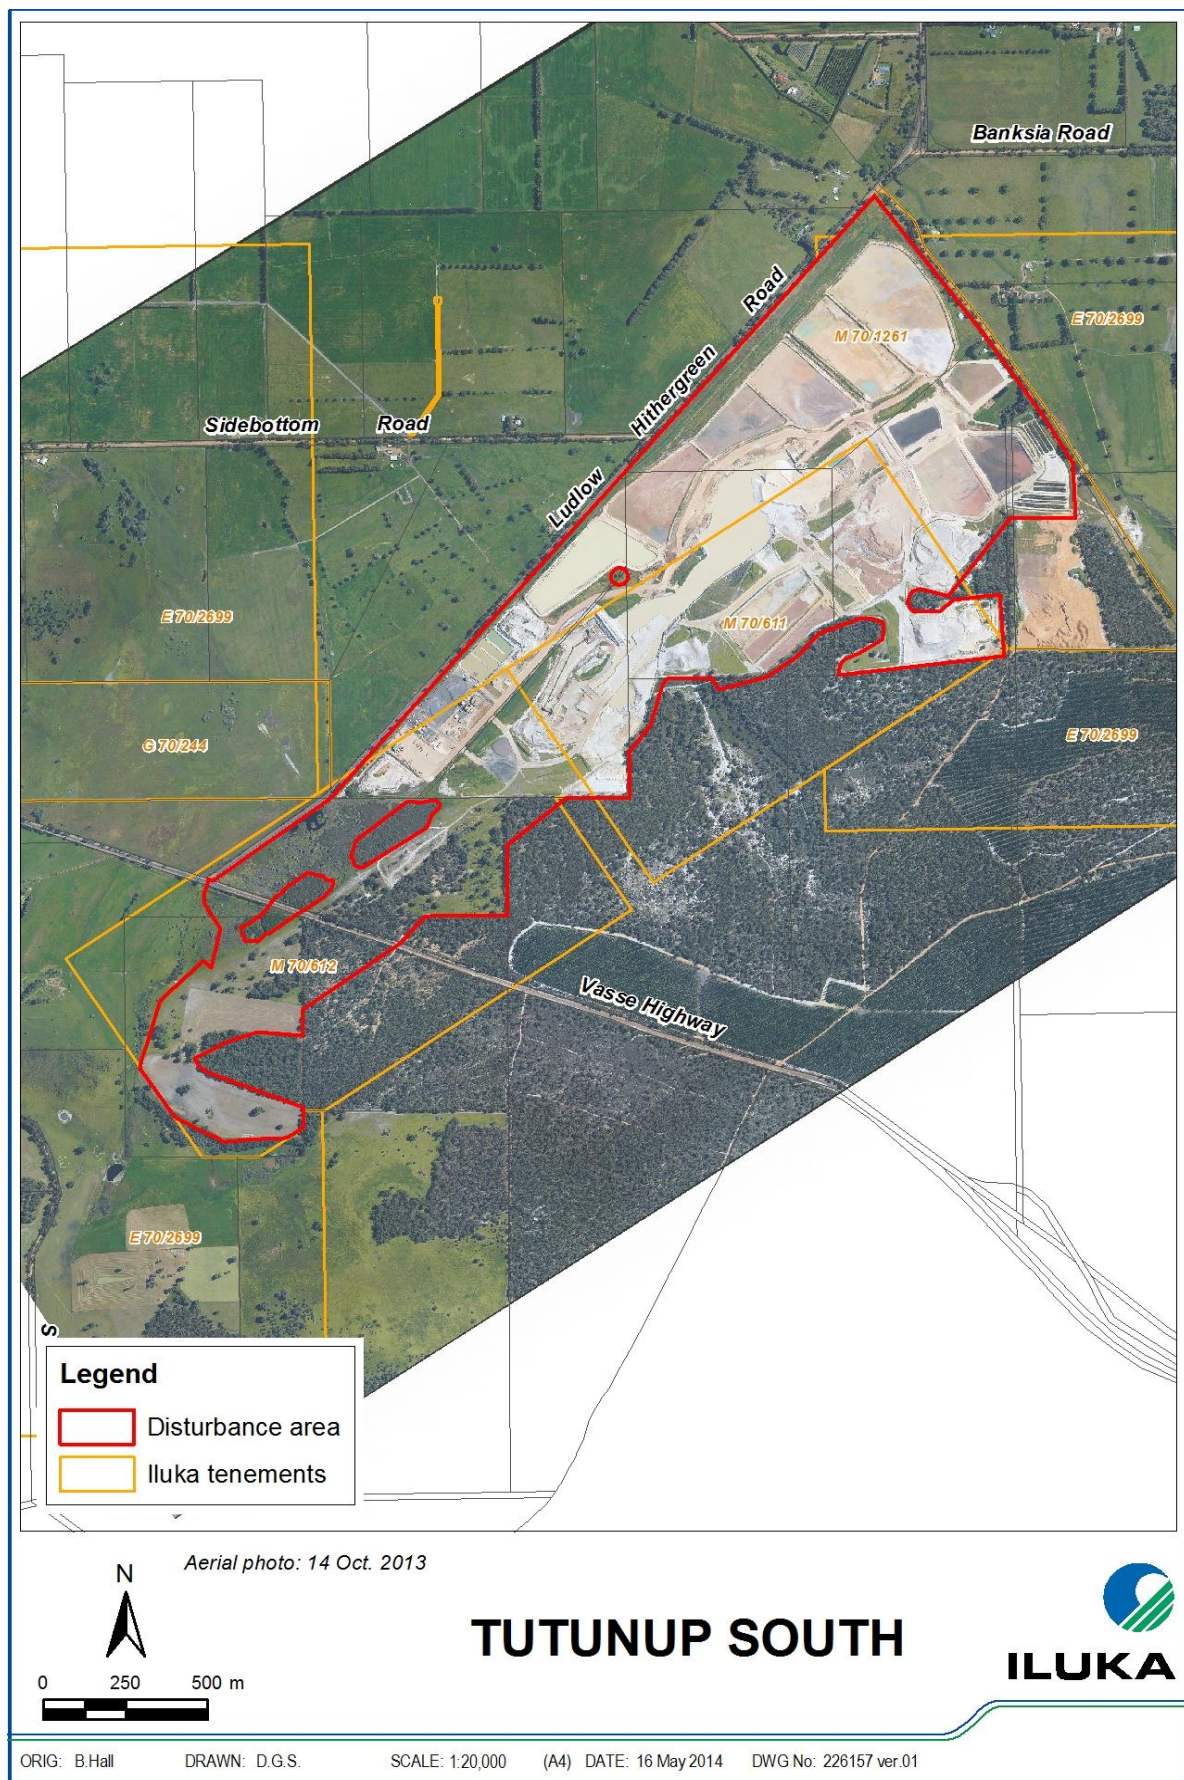 Banksia Road
Road
Hithergreen
Ludlow
M 70/1261
E 70/2699
Sidebottom Road
E 70/2699
M 70/611
G 70/244
E 70/2699
M 70/612
Vasse Highway
E 70/2699
S
Legend
Disturbance area
Iluka tenements
Aerial photo: 14 Oct. 2013
N
0 250 500 m
TUTUNUP SOUTH
ILUKA
ORIG: B.Hall DRAWN: D.G.S. SCALE: 1:20,000 (A4) DATE: 16 May 2014 DWG No: 226157 ver.01